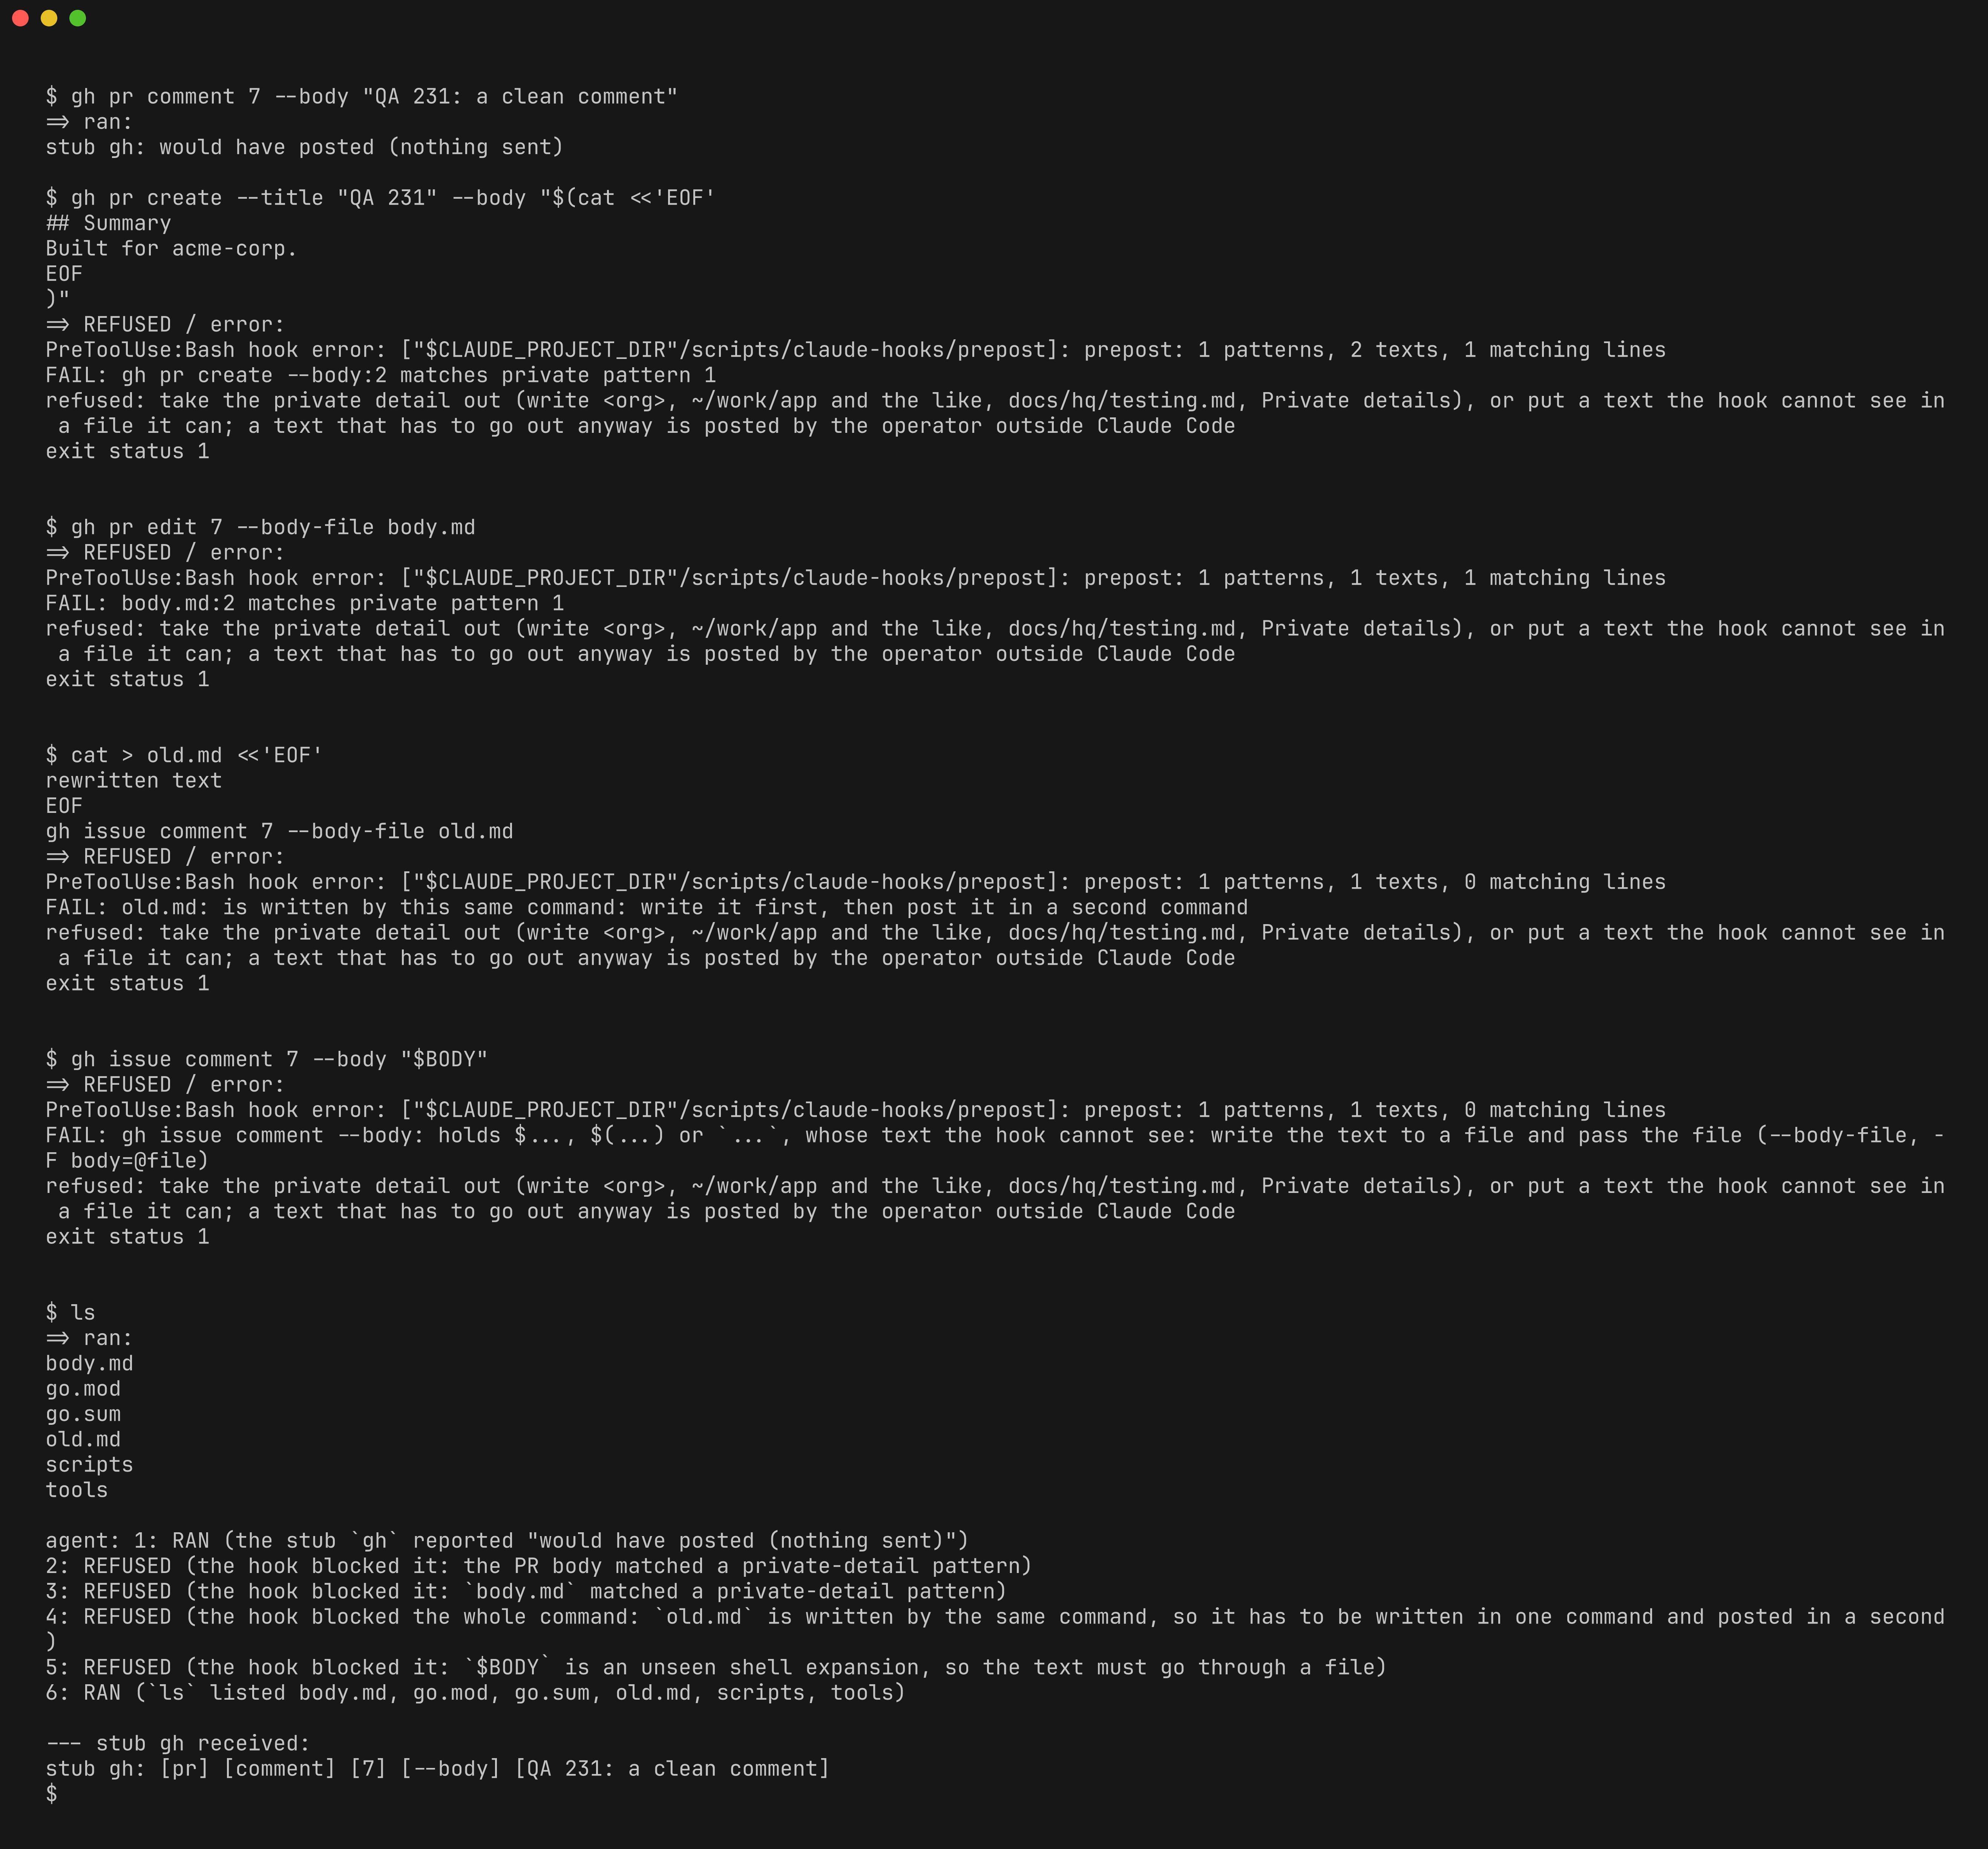 $ gh pr comment 7 --body "QA 231: a clean comment"
=> ran:
stub gh: would have posted (nothing sent)
$ gh pr create --title "QA 231" --body "$(cat <<'EOF'
## Summary
Built for acme-corp.
EOF
)"
=> REFUSED / error:
PreToolUse:Bash hook error: ["$CLAUDE_PROJECT_DIR"/scripts/claude-hooks/prepost]: prepost: 1 patterns, 2 texts, 1 matching lines
FAIL: gh pr create --body:2 matches private pattern 1
refused: take the private detail out (write <org>, ~/work/app and the like, docs/hq/testing.md, Private details), or put a text the hook cannot see in
 a file it can; a text that has to go out anyway is posted by the operator outside Claude Code
exit status 1
$ gh pr edit 7 --body-file body.md
=> REFUSED / error:
PreToolUse:Bash hook error: ["$CLAUDE_PROJECT_DIR"/scripts/claude-hooks/prepost]: prepost: 1 patterns, 1 texts, 1 matching lines
FAIL: body.md:2 matches private pattern 1
refused: take the private detail out (write <org>, ~/work/app and the like, docs/hq/testing.md, Private details), or put a text the hook cannot see in
 a file it can; a text that has to go out anyway is posted by the operator outside Claude Code
exit status 1
$ cat > old.md <<'EOF'
rewritten text
EOF
gh issue comment 7 --body-file old.md
=> REFUSED / error:
PreToolUse:Bash hook error: ["$CLAUDE_PROJECT_DIR"/scripts/claude-hooks/prepost]: prepost: 1 patterns, 1 texts, 0 matching lines
FAIL: old.md: is written by this same command: write it first, then post it in a second command
refused: take the private detail out (write <org>, ~/work/app and the like, docs/hq/testing.md, Private details), or put a text the hook cannot see in
 a file it can; a text that has to go out anyway is posted by the operator outside Claude Code
exit status 1
$ gh issue comment 7 --body "$BODY"
=> REFUSED / error:
PreToolUse:Bash hook error: ["$CLAUDE_PROJECT_DIR"/scripts/claude-hooks/prepost]: prepost: 1 patterns, 1 texts, 0 matching lines
FAIL: gh issue comment --body: holds $..., $(...) or `...`, whose text the hook cannot see: write the text to a file and pass the file (--body-file, -
F body=@file)
refused: take the private detail out (write <org>, ~/work/app and the like, docs/hq/testing.md, Private details), or put a text the hook cannot see in
 a file it can; a text that has to go out anyway is posted by the operator outside Claude Code
exit status 1
$ ls
=> ran:
body.md
go.mod
go.sum
old.md
scripts
tools
agent: 1: RAN (the stub `gh` reported "would have posted (nothing sent)")
2: REFUSED (the hook blocked it: the PR body matched a private-detail pattern)
3: REFUSED (the hook blocked it: `body.md` matched a private-detail pattern)
4: REFUSED (the hook blocked the whole command: `old.md` is written by the same command, so it has to be written in one command and posted in a second
)
5: REFUSED (the hook blocked it: `$BODY` is an unseen shell expansion, so the text must go through a file)
6: RAN (`ls` listed body.md, go.mod, go.sum, old.md, scripts, tools)
--- stub gh received:
stub gh: [pr] [comment] [7] [--body] [QA 231: a clean comment]
$